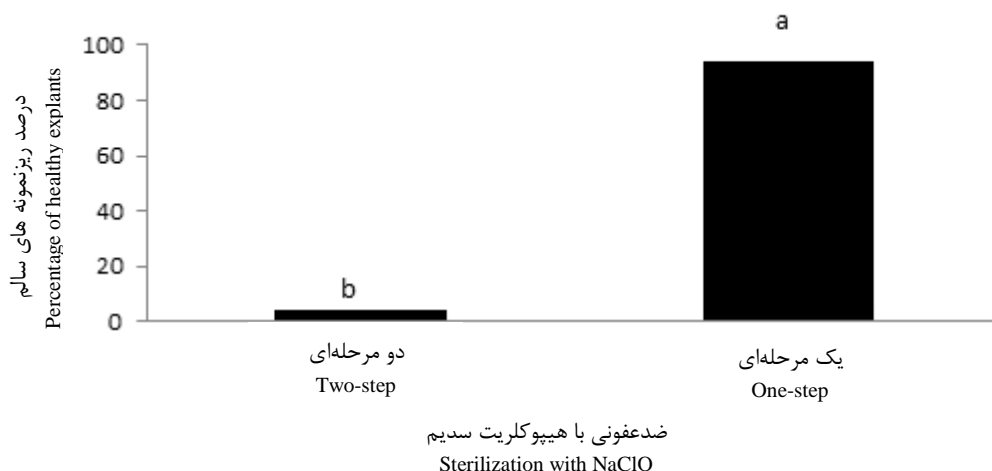 a
100
80
60
40
20
0
b
درصد ریزنمونه های سالم
Percentage of healthy explants
دو مرحله‌ای
Two-step
یک مرحله‌ای
One-step
ضدعفونی با هیپوکلریت سدیم
Sterilization with NaClO